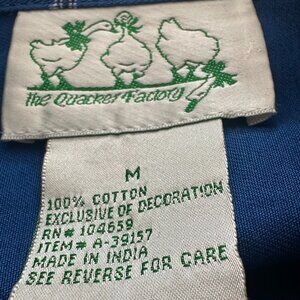 the Quacker Factory
M
100% COTTON
EXCLUSIVE OF DECORATION
RN# 104659
ITEM# A-39157
MADE IN INDIA
SEE REVERSE FOR CARE